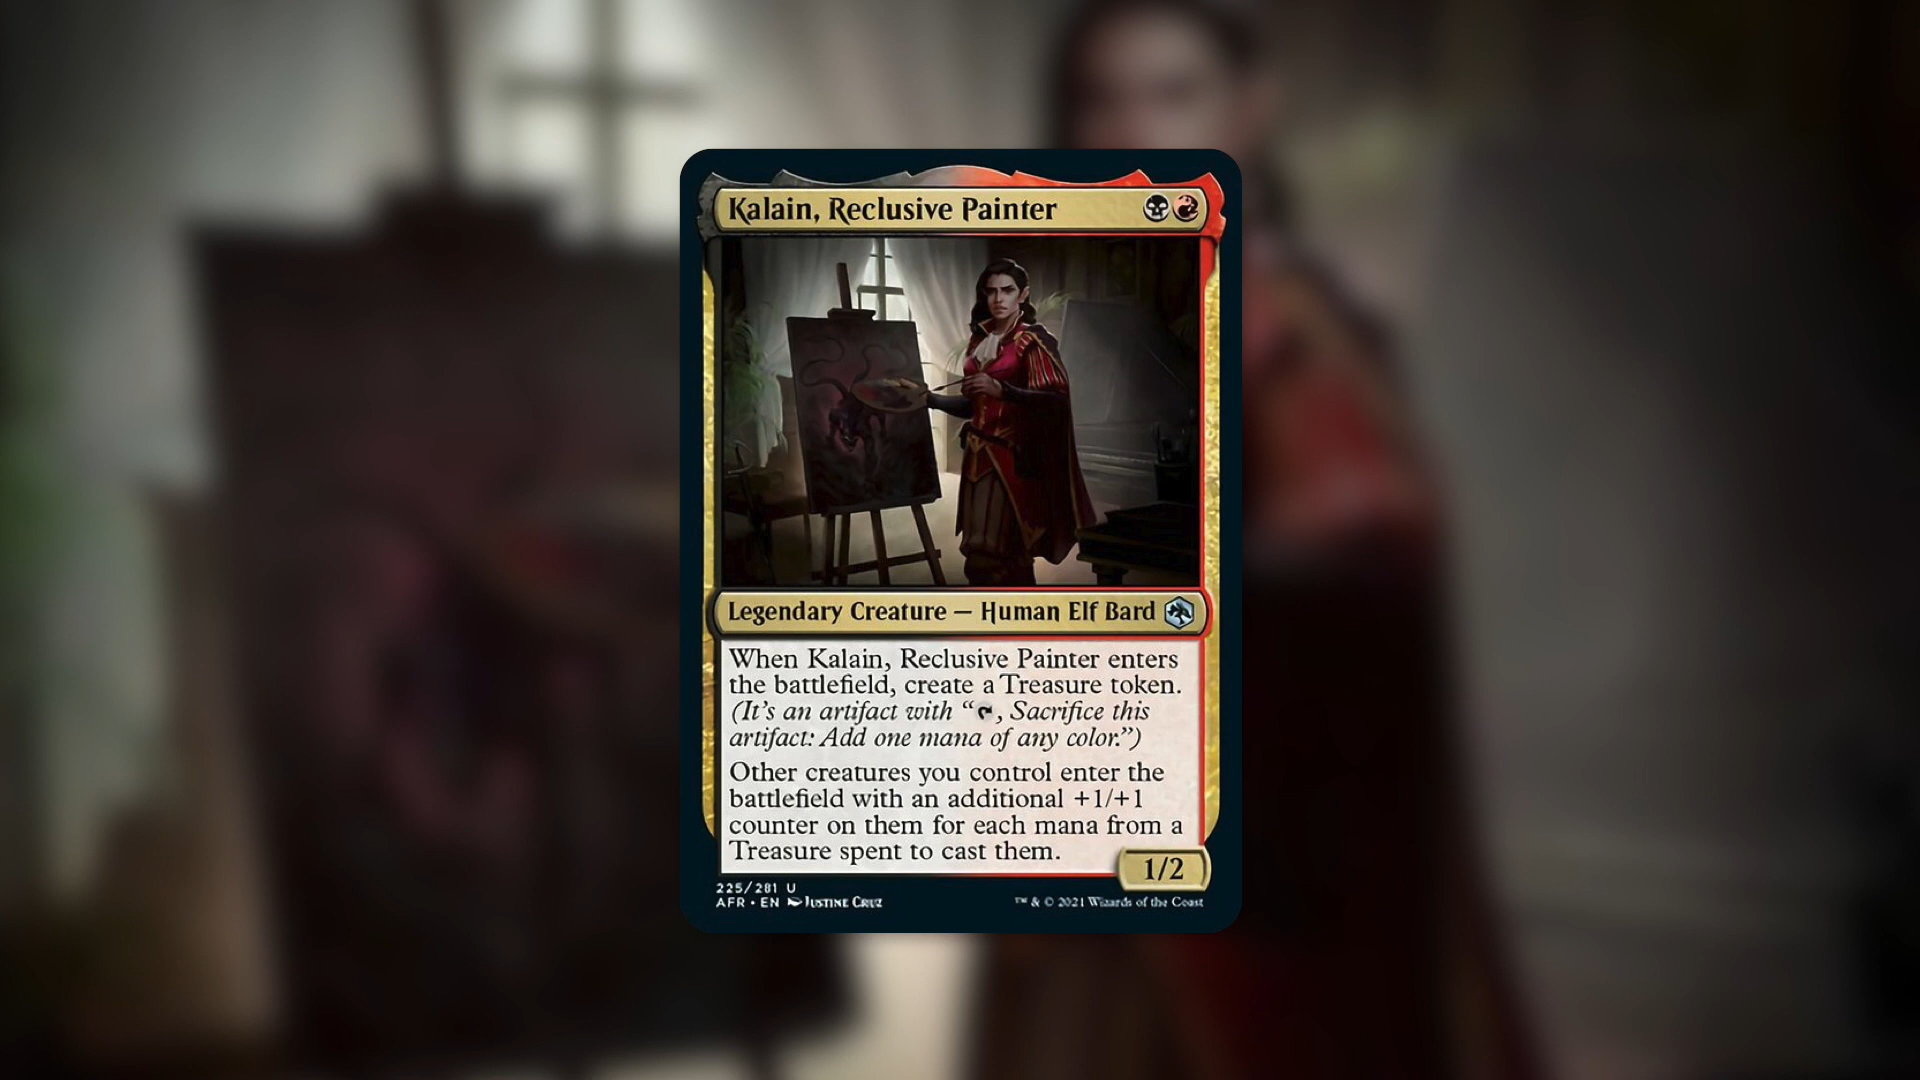 Kalain, Reclusive Painter
Legendary Creature — Human Elf Bard
When Kalain, Reclusive Painter enters
the battlefield, create a Treasure token.
(It's an artifact with “, Sacrifice this
artifact: Add one mana of any color.”)
Other creatures you control enter the
battlefield with an additional +1/+1
counter on them for each mana from a
Treasure spent to cast them.
1/2
225/281 U
AFR • EN Justine Cruz
™ & © 2021 Wizards of the Coast